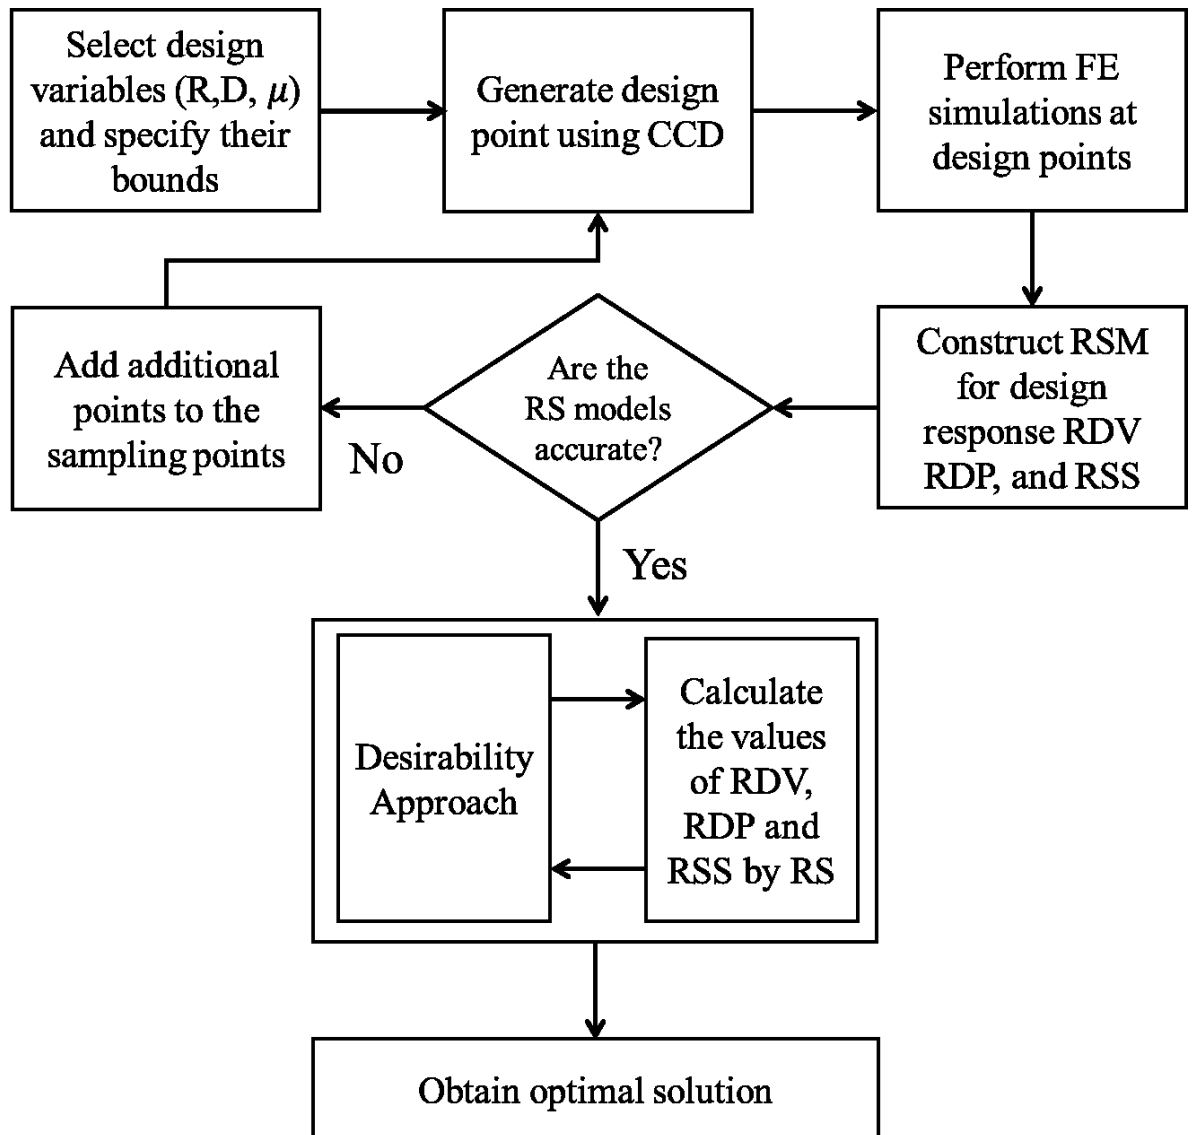 Select design
variables (R,D, μ)
and specify their
bounds
Generate design
point using CCD
Perform FE
simulations at
design points
Construct RSM
for design
response RDV
RDP, and RSS
Are the
RS models
accurate?
No
Add additional
points to the
sampling points
Yes
Desirability
Approach
Calculate
the values
of RDV,
RDP and
RSS by RS
Obtain optimal solution